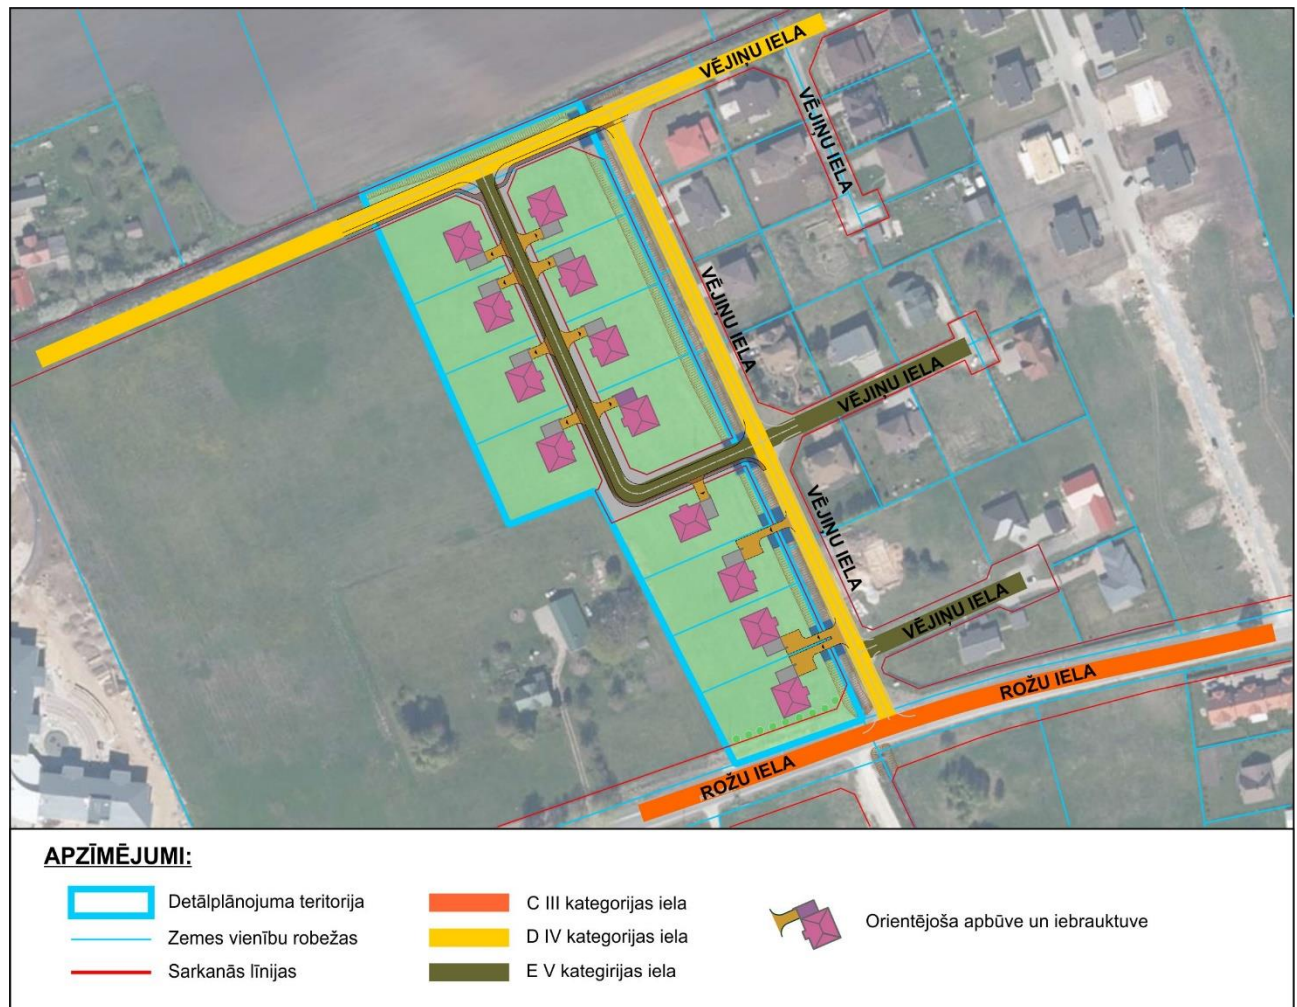 VĒJIŅU IELA
VĒJIŅU IELA
VĒJIŅU IELA
VĒJIŅU IELA
VĒJIŅU IELA
VĒJIŅU IELA
ROŽU IELA
ROŽU IELA
APZĪMĒJUMI:
Detālplānojuma teritorija
Zemes vienību robežas
Sarkanās līnijas
C III kategorijas iela
D IV kategorijas iela
E V kategirijas iela
Orientējoša apbūve un iebrauktuve